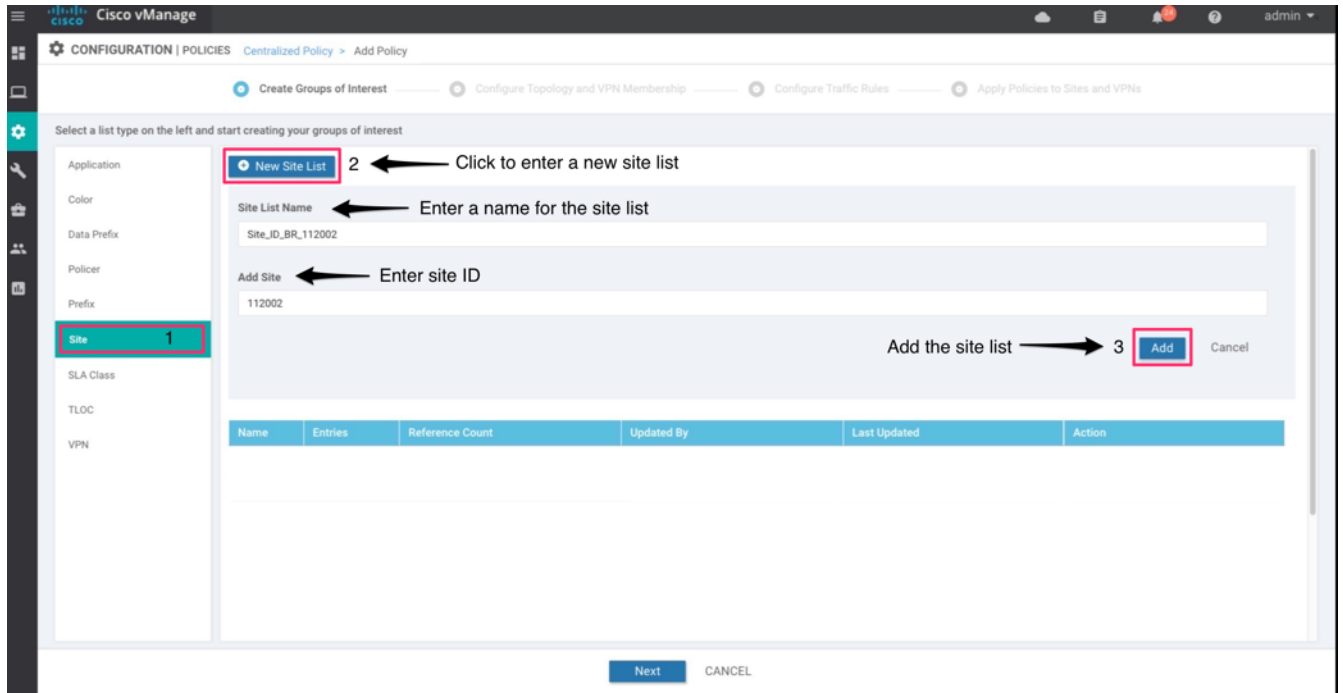 cisco Cisco vManage 24 admin
CONFIGURATION | POLICIES Centralized Policy > Add Policy
Create Groups of Interest Configure Topology and VPN Membership Configure Traffic Rules Apply Policies to Sites and VPNs
Select a list type on the left and start creating your groups of interest
Application
Color
Data Prefix
Policer
Prefix
Site 1
SLA Class
TLOC
VPN
New Site List 2 Click to enter a new site list
Site List Name Enter a name for the site list
Site_ID_BR_112002
Add Site Enter site ID
112002
Add the site list 3 Add Cancel
Name Entries Reference Count Updated By Last Updated Action
Next CANCEL